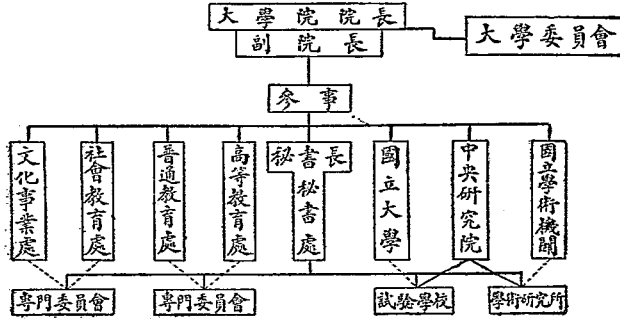 大學院院長
副院長
大學委員會
參事
文化事業處
社會教育處
普通教育處
高等教育處
秘書長
秘書處
國立大學
中央研究院
國立學術機關
專門委員會
專門委員會
試驗學校
學術研究所